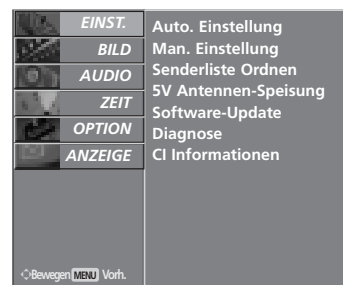 EINST.
BILD
AUDIO
ZEIT
OPTION
ANZEIGE
Auto. Einstellung
Man. Einstellung
Senderliste Ordnen
5V Antennen-Speisung
Software-Update
Diagnose
CI Informationen
Bewegen MENU Vorh.